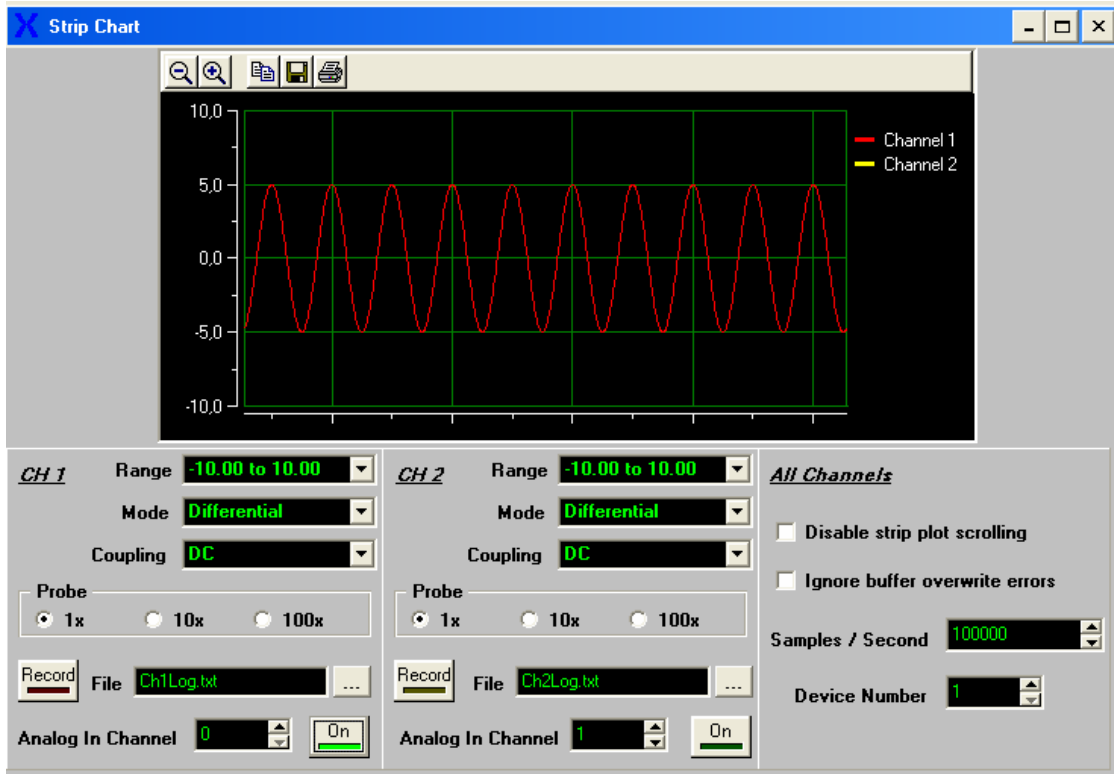 Strip Chart
10,0
5,0
0,0
-5,0
-10,0
Channel 1
Channel 2
CH 1
Range -10.00 to 10.00
Mode Differential
Coupling DC
Probe
1x 10x 100x
Record File Ch1Log.txt ...
Analog In Channel 0 On
CH 2
Range -10.00 to 10.00
Mode Differential
Coupling DC
Probe
1x 10x 100x
Record File Ch2Log.txt ...
Analog In Channel 1 On
All Channels
Disable strip plot scrolling
Ignore buffer overwrite errors
Samples / Second 100000
Device Number 1